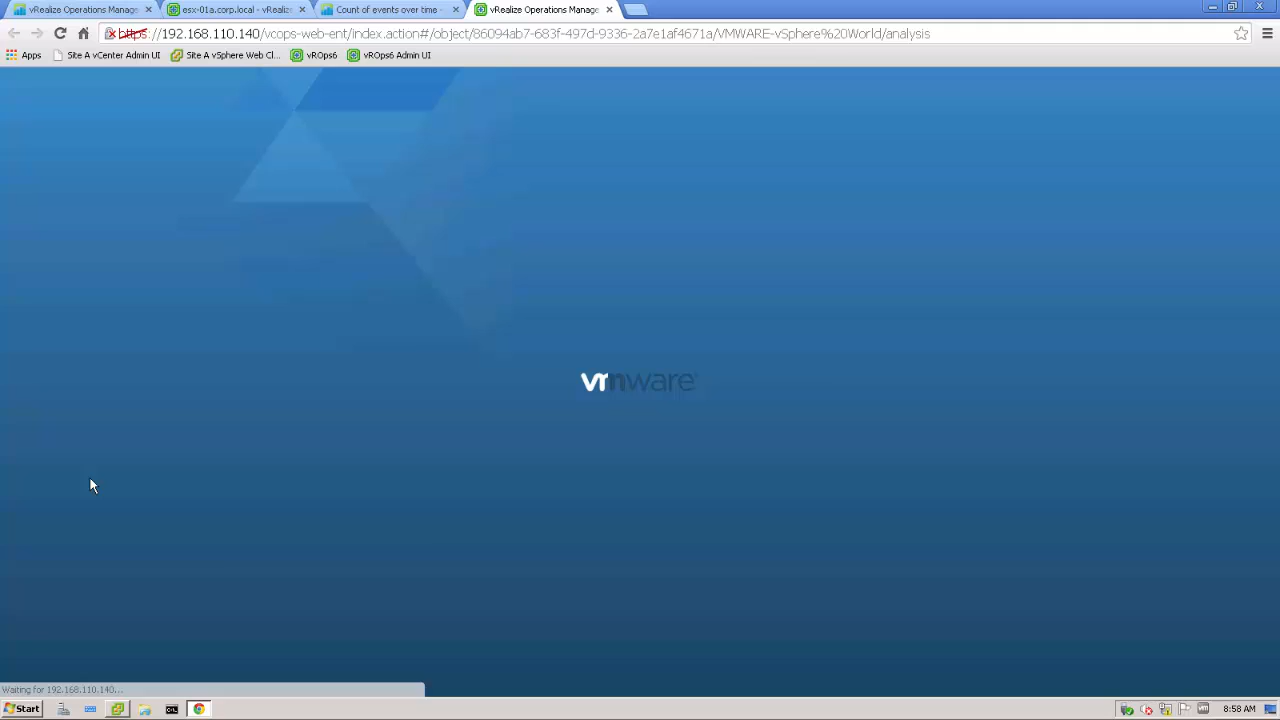 vRealize Operations Manage
esx-01a.corp.local - vRealize
Count of events over time -
vRealize Operations Manage
https://192.168.110.140/vcops-web-ent/index.action#/object/86094ab7-683f-497d-9336-2a7e1af4671a/VMWARE-vSphere%20World/analysis
Apps
Site A vCenter Admin UI
Site A vSphere Web Cl...
vROps6
vROps6 Admin UI
vmware
Waiting for 192.168.110.140...
Start
8:58 AM